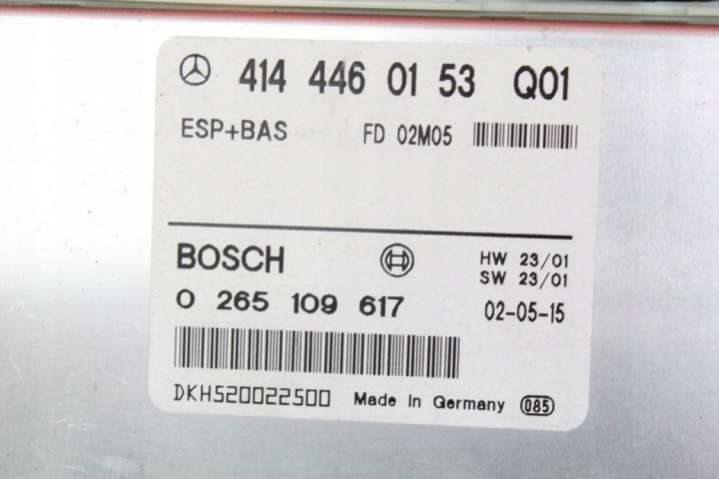 414 446 01 53 Q01
ESP+BAS FD 02M05
BOSCH HW 23/01
SW 23/01
0 265 109 617 02-05-15
DKH520022500 Made in Germany 085